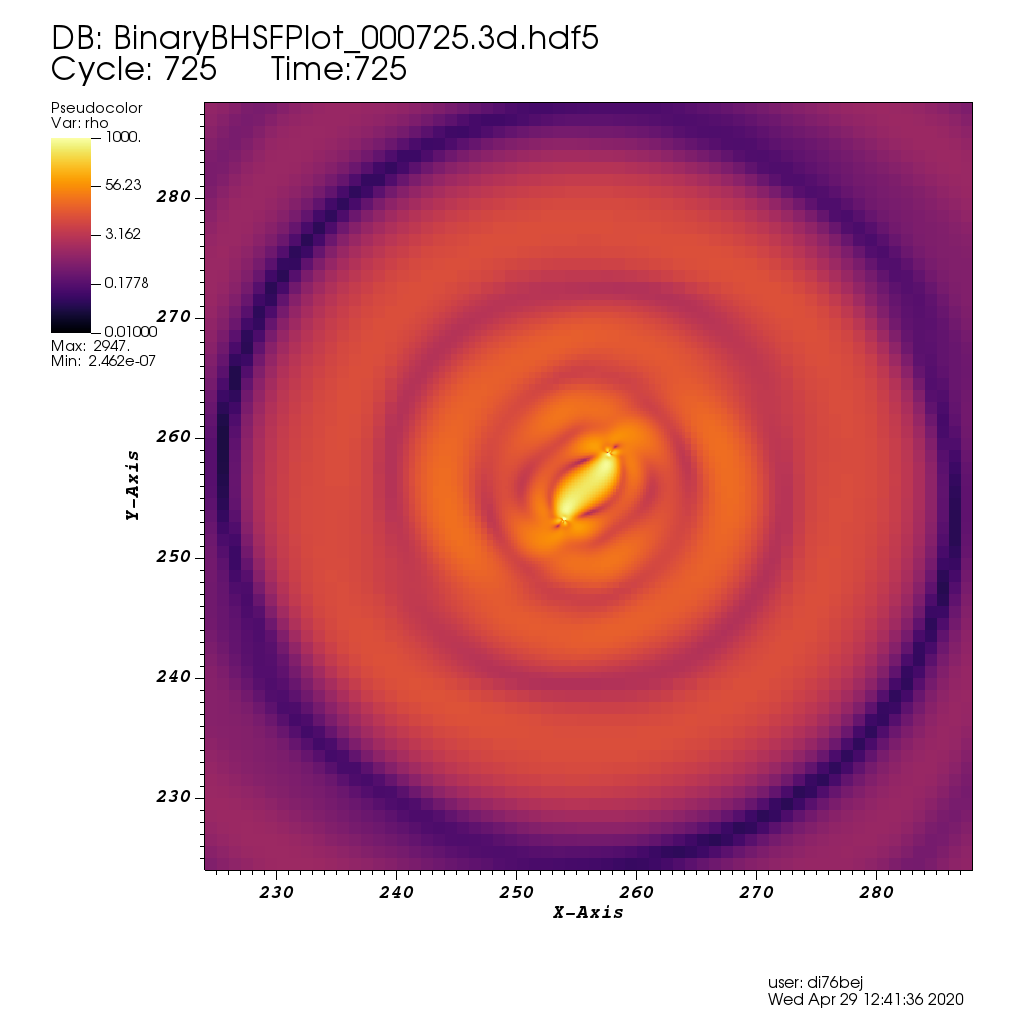 DB: BinaryBHSFPlot_000725.3d.hdf5
Cycle: 725 Time:725
Pseudocolor
Var: rho
1000.
56.23
3.162
0.1778
0.01000
Max: 2947.
Min: 2.462e-07
280
270
260
250
240
230
Y-Axis
230 240 250 260 270 280
X-Axis
user: di76bej
Wed Apr 29 12:41:36 2020